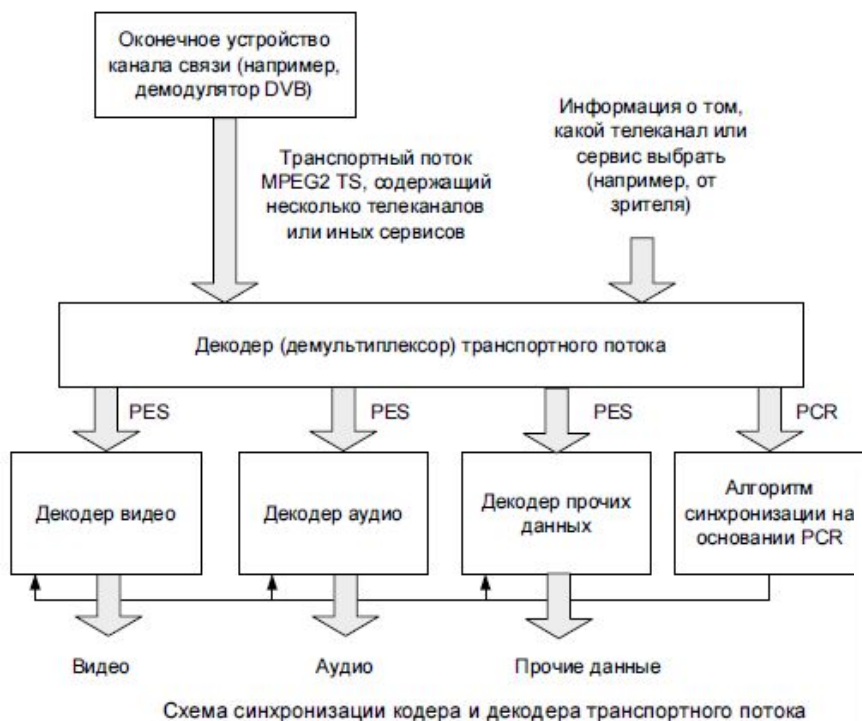 Оконечное устройство
канала связи (например,
демодулятор DVB)
Информация о том,
какой телеканал или
сервис выбрать
(например, от
зрителя)
Транспортный поток
MPEG2 TS, содержащий
несколько телеканалов
или иных сервисов
Декодер (демультиплексор) транспортного потока
PES
PES
PES
PCR
Декодер видео
Декодер аудио
Декодер прочих
данных
Алгоритм
синхронизации на
основании PCR
Видео
Аудио
Прочие данные
Схема синхронизации кодера и декодера транспортного потока